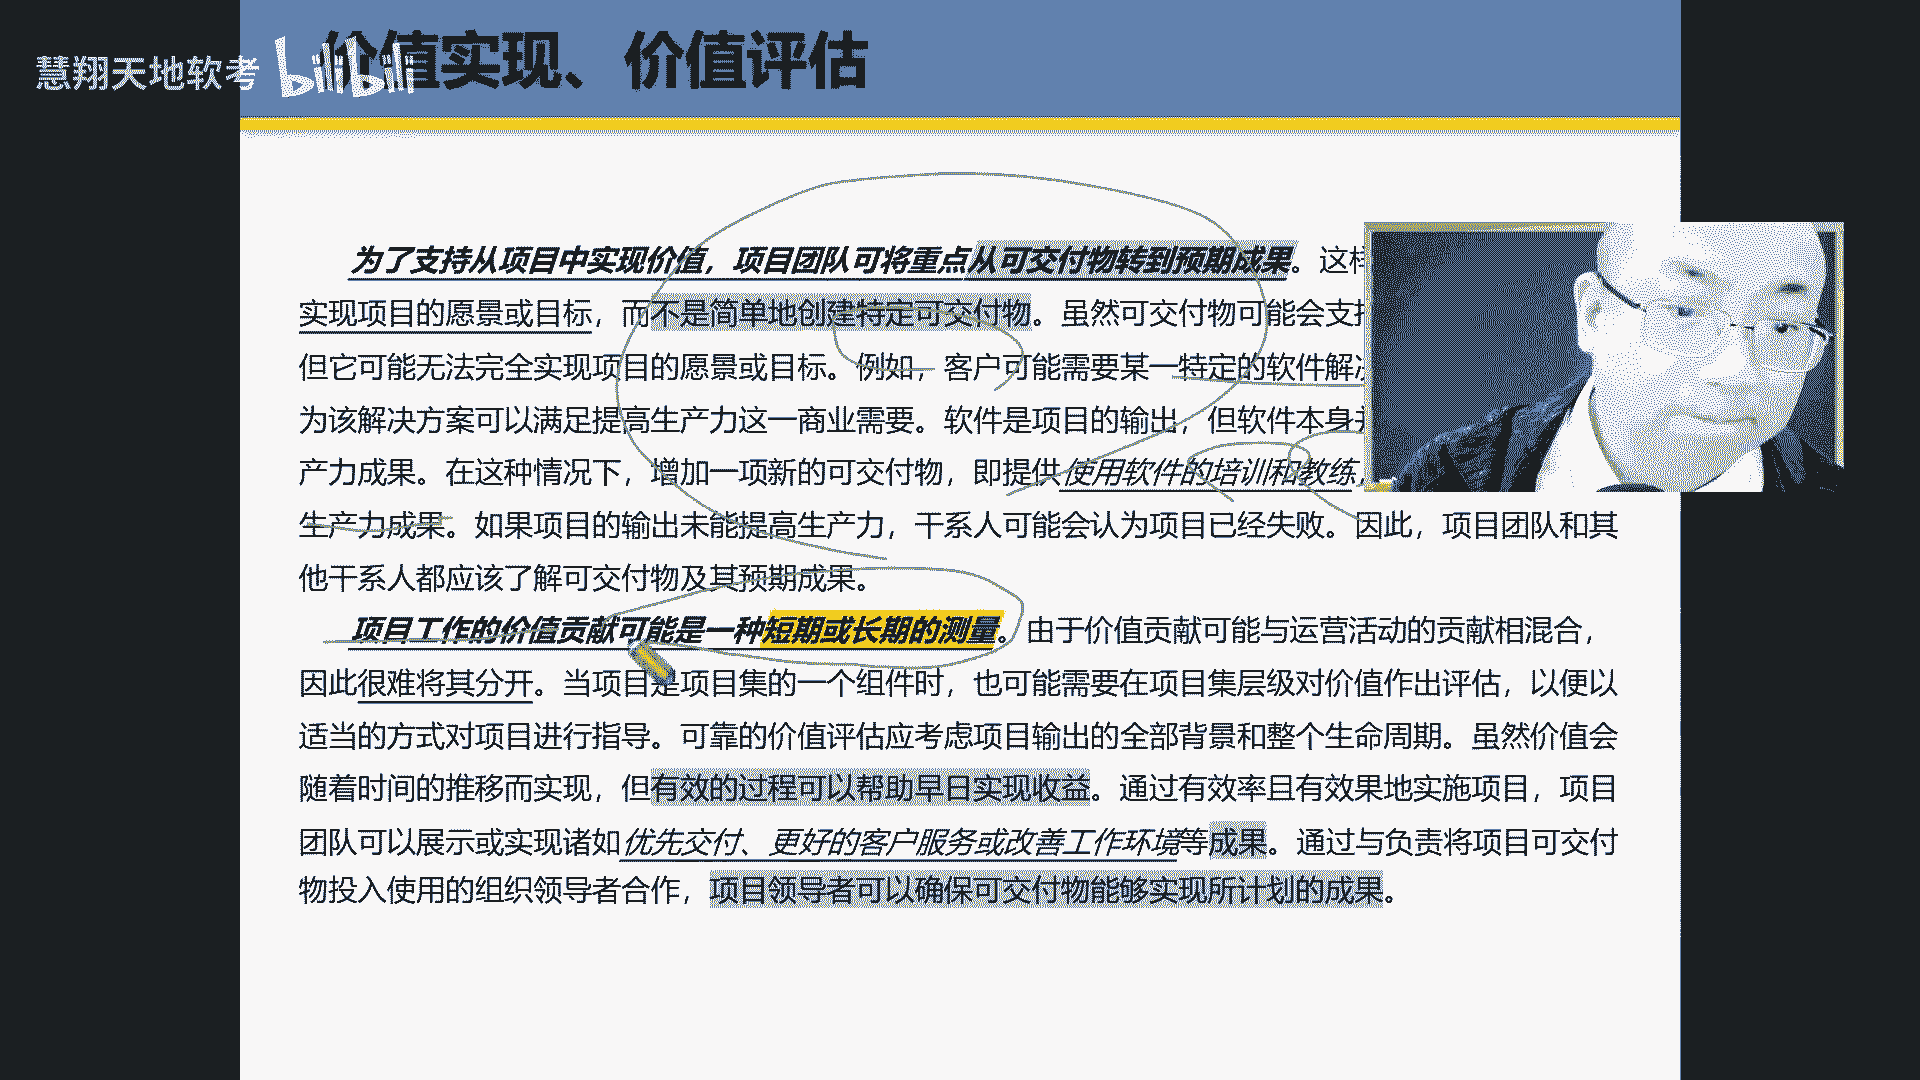 慧翔天地软考
bilibili
价值实现、价值评估
为了支持从项目中实现价值，项目团队可将重点从可交付物转到预期成果。这样
实现项目的愿景或目标，而不是简单地创建特定可交付物。虽然可交付物可能会支
但它可能无法完全实现项目的愿景或目标。例如，客户可能需要某一特定的软件解
为该解决方案可以满足提高生产力这一商业需要。软件是项目的输出，但软件本身
产力成果。在这种情况下，增加一项新的可交付物，即提供使用软件的培训和教练
生产力成果。如果项目的输出未能提高生产力，干系人可能会认为项目已经失败。因此，项目团队和其
他干系人都应该了解可交付物及其预期成果。
项目工作的价值贡献可能是一种短期或长期的测量。由于价值贡献可能与运营活动的贡献相混合，
因此很难将其分开。当项目是项目集的一个组件时，也可能需要在项目集层级对价值作出评估，以便以
适当的方式对项目进行指导。可靠的价值评估应考虑项目输出的全部背景和整个生命周期。虽然价值会
随着时间的推移而实现，但有效的过程可以帮助早日实现收益。通过有效率且有效果地实施项目，项目
团队可以展示或实现诸如优先交付、更好的客户服务或改善工作环境等成果。通过与负责将项目可交付
物投入使用的组织领导者合作，项目领导者可以确保可交付物能够实现所计划的成果。